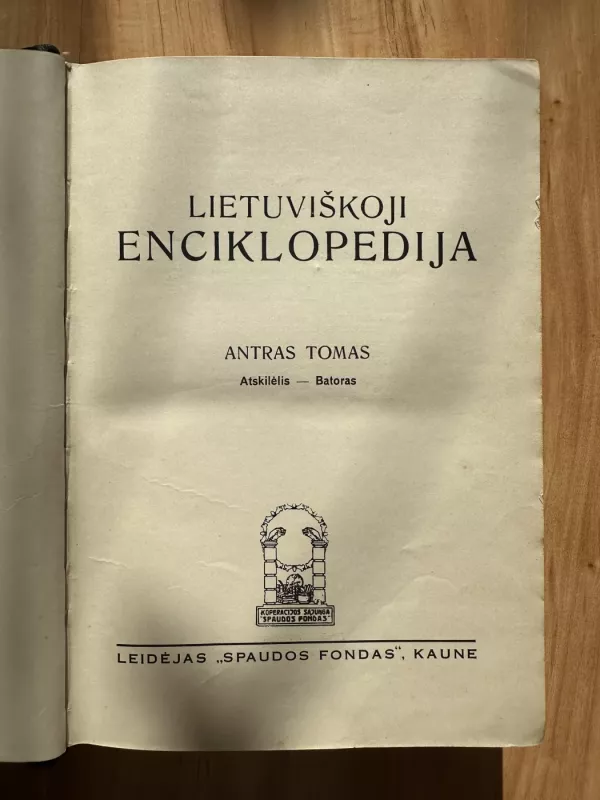 LIETUVIŠKOJI
ENCIKLOPEDIJA
ANTRAS TOMAS
Atskilėlis — Batoras
KOPERACIJOS SĄJUNGA
"SPAUDOS FONDAS"
LEIDĖJAS „SPAUDOS FONDAS“, KAUNE